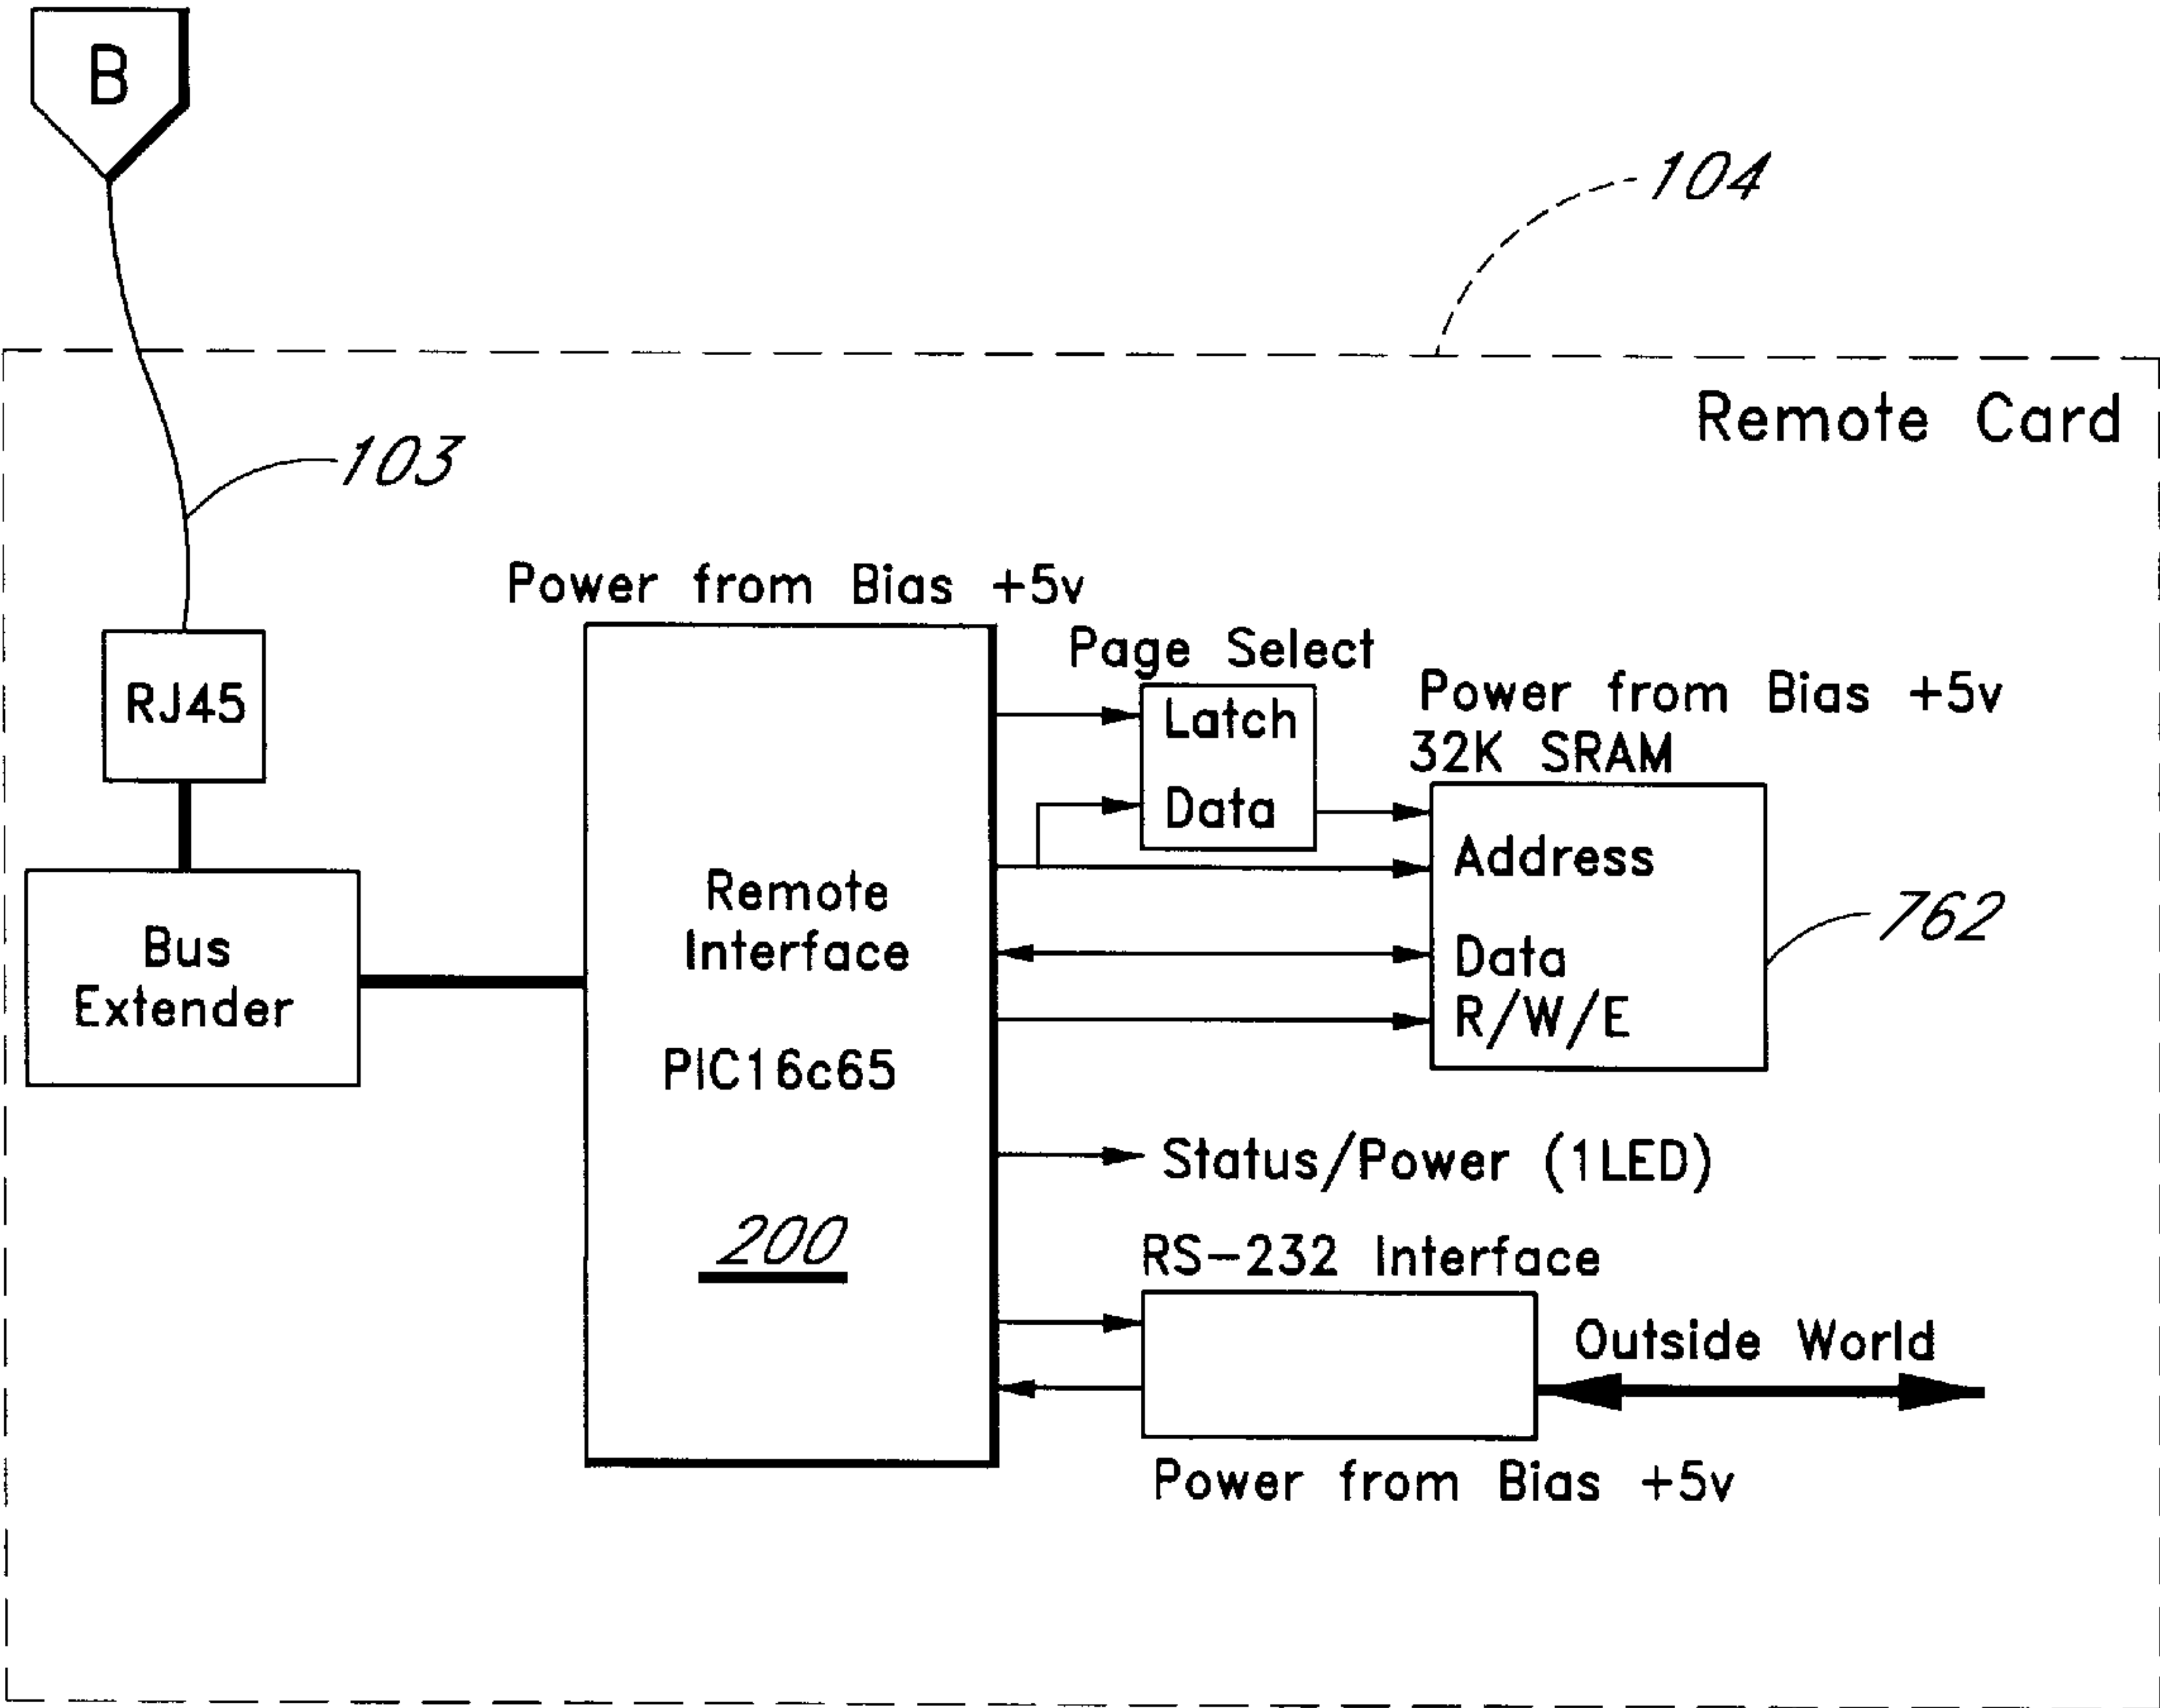 B
104
Remote Card
103
Power from Bias +5v
Page Select
RJ45
Latch
Power from Bias +5v
32K SRAM
Data
Address
Remote
Interface
762
Bus
Extender
Data
R/W/E
PIC16c65
Status/Power (1LED)
200
RS-232 Interface
Outside World
Power from Bias +5v